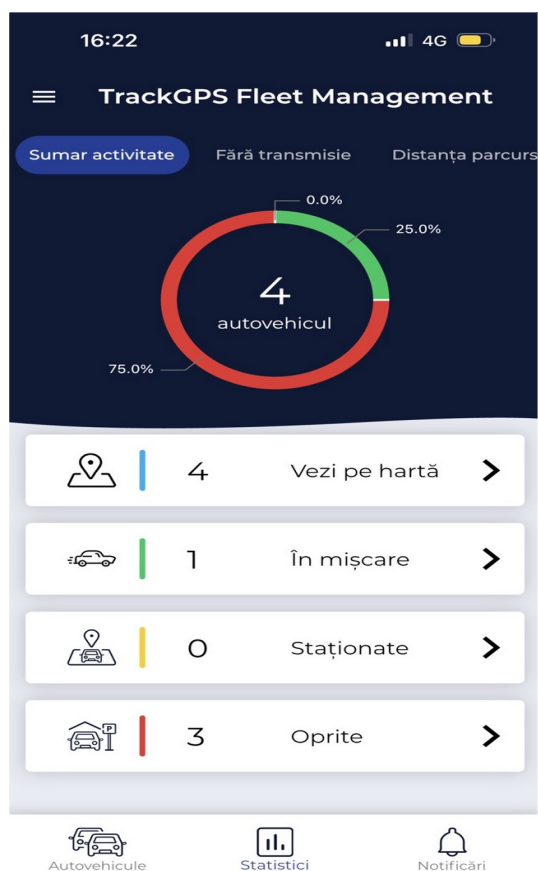 16:22 4G
TrackGPS Fleet Management
Sumar activitate Fără transmisie Distanța parcurs
0.0%
25.0%
4
autovehicul
75.0%
4 Vezi pe hartă
1 În mișcare
0 Staționate
P
3 Oprite
Autovehicule Statistici Notificări